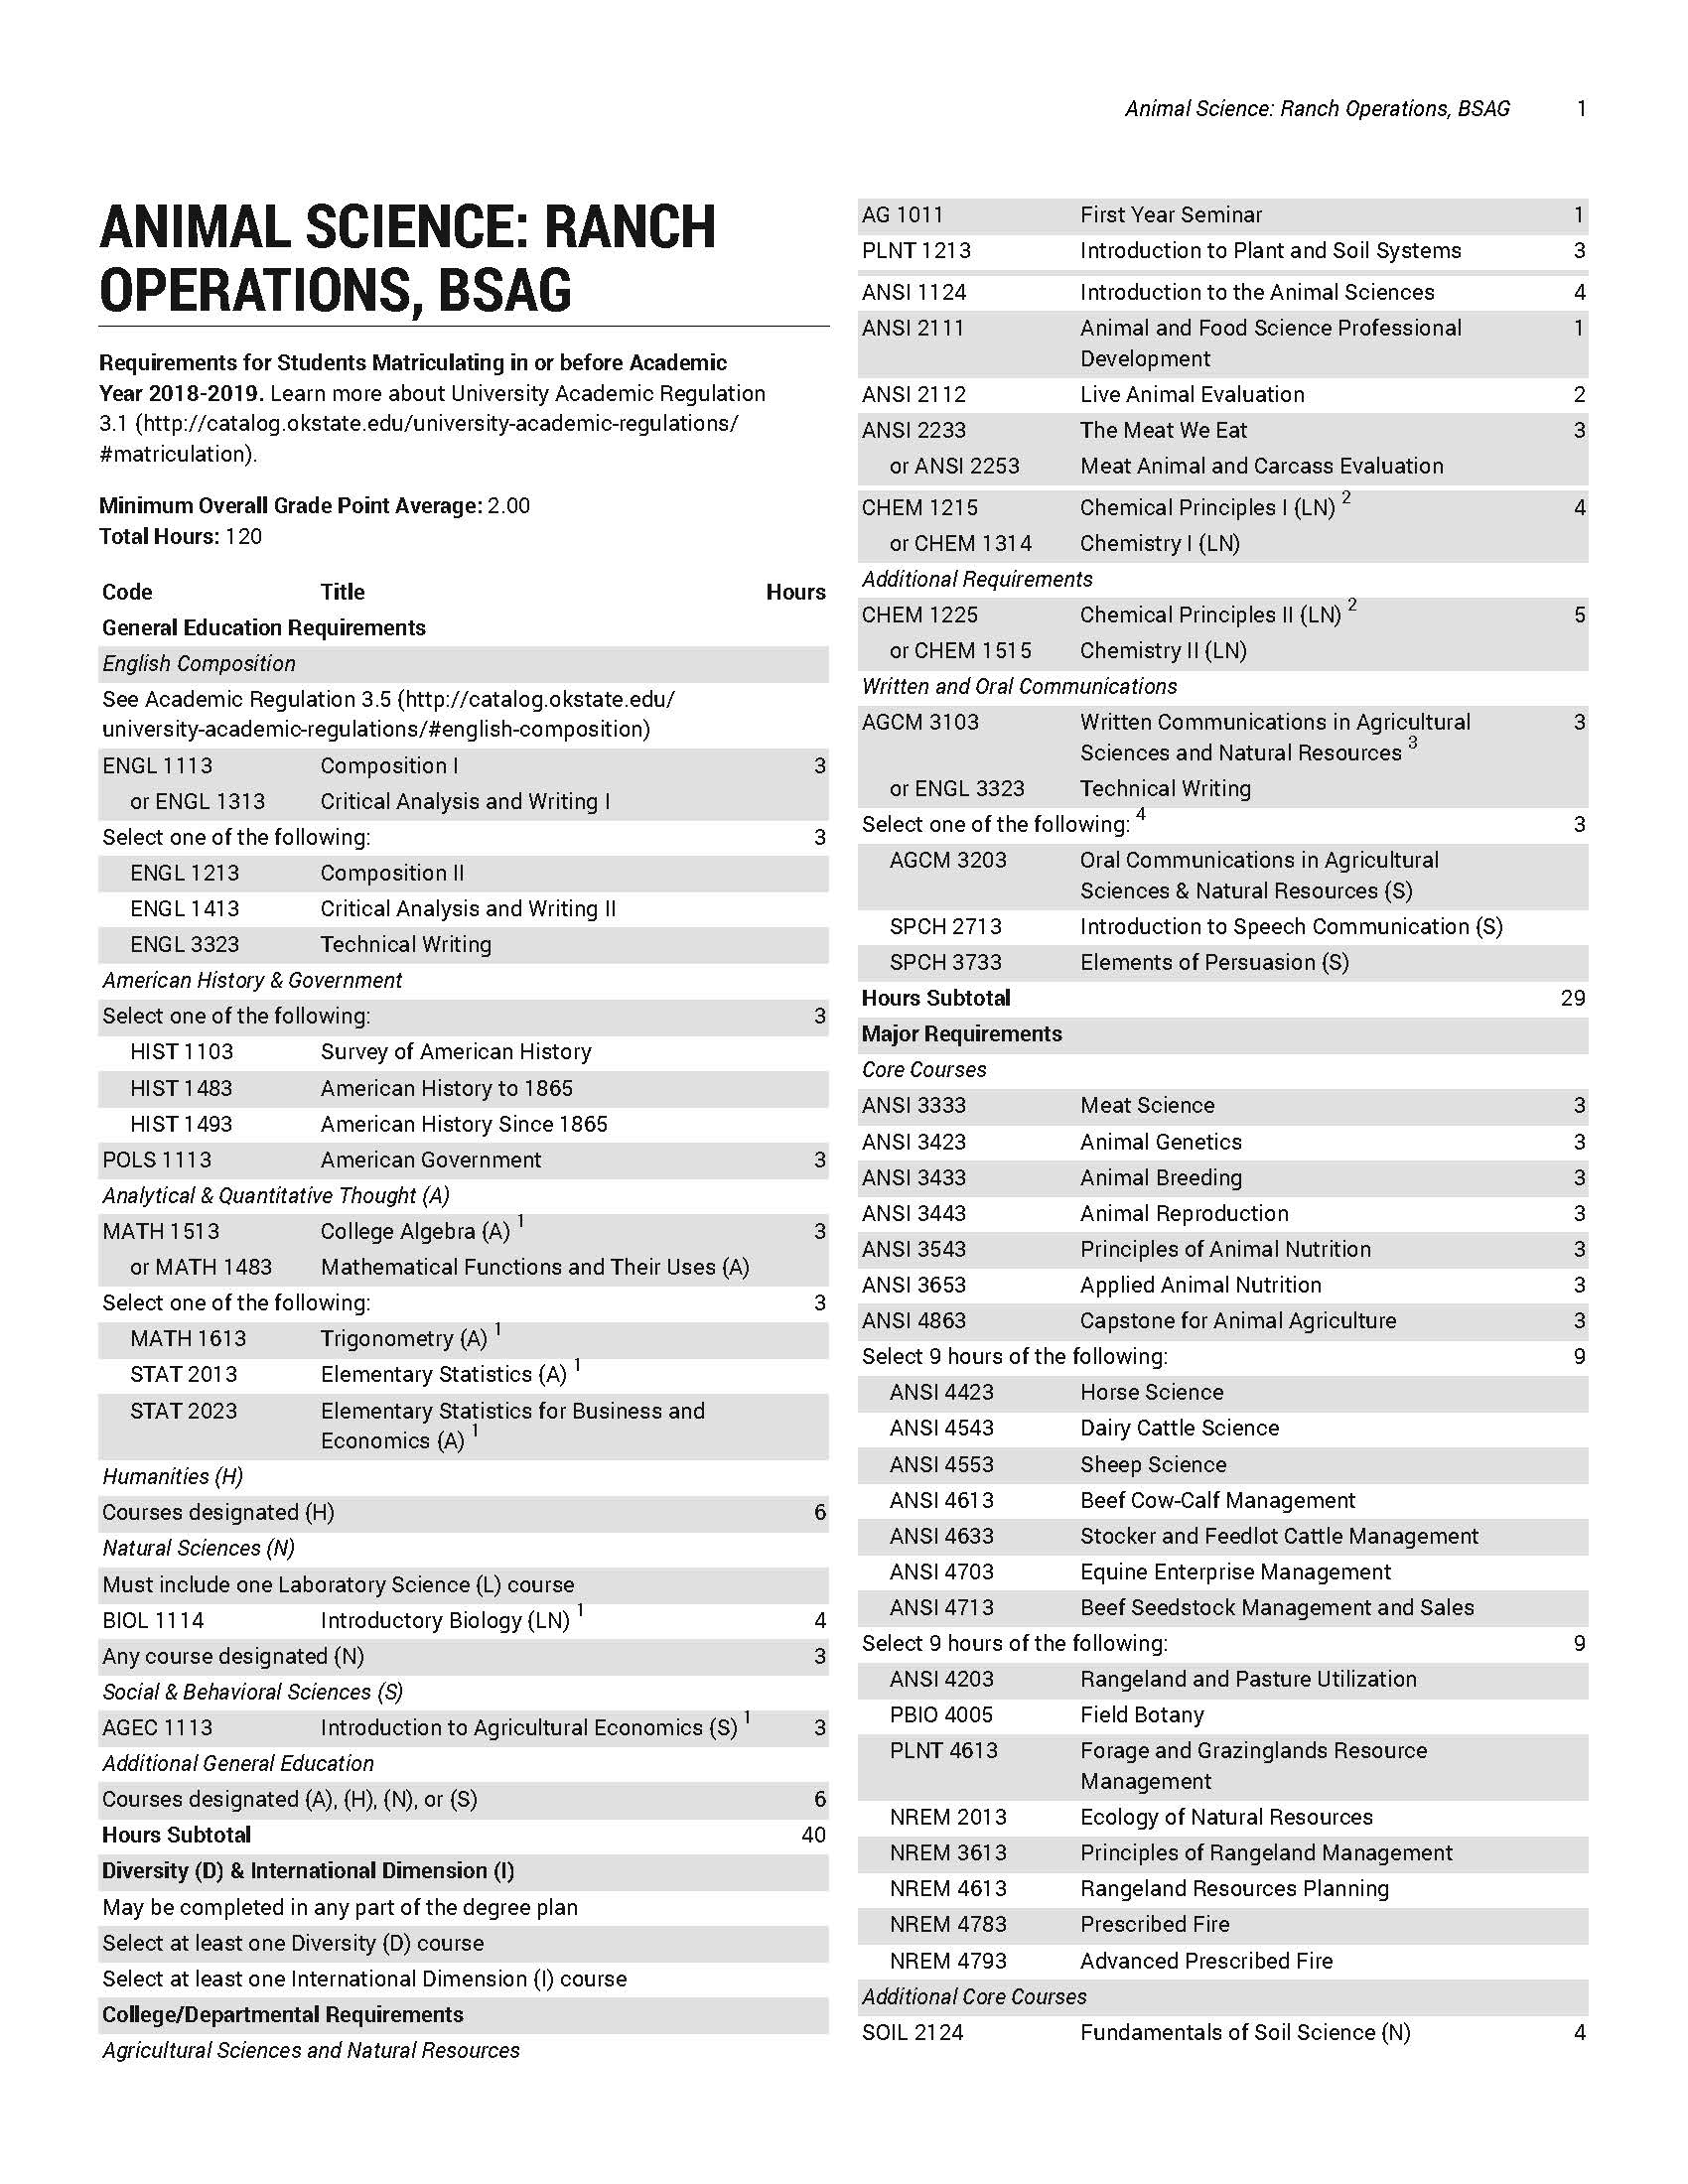 Animal Science: Ranch Operations, BSAG 1
ANIMAL SCIENCE: RANCH
OPERATIONS, BSAG
Requirements for Students Matriculating in or before Academic
Year 2018-2019. Learn more about University Academic Regulation
3.1 (http://catalog.okstate.edu/university-academic-regulations/
#matriculation).
Minimum Overall Grade Point Average: 2.00
Total Hours: 120
Code Title Hours
General Education Requirements
English Composition
See Academic Regulation 3.5 (http://catalog.okstate.edu/
university-academic-regulations/#english-composition)
ENGL 1113 Composition I 3
or ENGL 1313 Critical Analysis and Writing I
Select one of the following: 3
ENGL 1213 Composition II
ENGL 1413 Critical Analysis and Writing II
ENGL 3323 Technical Writing
American History & Government
Select one of the following: 3
HIST 1103 Survey of American History
HIST 1483 American History to 1865
HIST 1493 American History Since 1865
POLS 1113 American Government 3
Analytical & Quantitative Thought (A)
MATH 1513 College Algebra (A) 1 3
or MATH 1483 Mathematical Functions and Their Uses (A)
Select one of the following: 3
MATH 1613 Trigonometry (A) 1
STAT 2013 Elementary Statistics (A) 1
STAT 2023 Elementary Statistics for Business and
Economics (A) 1
Humanities (H)
Courses designated (H) 6
Natural Sciences (N)
Must include one Laboratory Science (L) course
BIOL 1114 Introductory Biology (LN) 1 4
Any course designated (N) 3
Social & Behavioral Sciences (S)
AGEC 1113 Introduction to Agricultural Economics (S) 1 3
Additional General Education
Courses designated (A), (H), (N), or (S) 6
Hours Subtotal 40
Diversity (D) & International Dimension (I)
May be completed in any part of the degree plan
Select at least one Diversity (D) course
Select at least one International Dimension (I) course
College/Departmental Requirements
Agricultural Sciences and Natural Resources
AG 1011 First Year Seminar 1
PLNT 1213 Introduction to Plant and Soil Systems 3
ANSI 1124 Introduction to the Animal Sciences 4
ANSI 2111 Animal and Food Science Professional 1
Development
ANSI 2112 Live Animal Evaluation 2
ANSI 2233 The Meat We Eat 3
or ANSI 2253 Meat Animal and Carcass Evaluation
CHEM 1215 Chemical Principles I (LN) 2 4
or CHEM 1314 Chemistry I (LN)
Additional Requirements
CHEM 1225 Chemical Principles II (LN) 2 5
or CHEM 1515 Chemistry II (LN)
Written and Oral Communications
AGCM 3103 Written Communications in Agricultural 3
Sciences and Natural Resources 3
or ENGL 3323 Technical Writing
Select one of the following: 4 3
AGCM 3203 Oral Communications in Agricultural
Sciences & Natural Resources (S)
SPCH 2713 Introduction to Speech Communication (S)
SPCH 3733 Elements of Persuasion (S)
Hours Subtotal 29
Major Requirements
Core Courses
ANSI 3333 Meat Science 3
ANSI 3423 Animal Genetics 3
ANSI 3433 Animal Breeding 3
ANSI 3443 Animal Reproduction 3
ANSI 3543 Principles of Animal Nutrition 3
ANSI 3653 Applied Animal Nutrition 3
ANSI 4863 Capstone for Animal Agriculture 3
Select 9 hours of the following: 9
ANSI 4423 Horse Science
ANSI 4543 Dairy Cattle Science
ANSI 4553 Sheep Science
ANSI 4613 Beef Cow-Calf Management
ANSI 4633 Stocker and Feedlot Cattle Management
ANSI 4703 Equine Enterprise Management
ANSI 4713 Beef Seedstock Management and Sales
Select 9 hours of the following: 9
ANSI 4203 Rangeland and Pasture Utilization
PBIO 4005 Field Botany
PLNT 4613 Forage and Grazinglands Resource
Management
NREM 2013 Ecology of Natural Resources
NREM 3613 Principles of Rangeland Management
NREM 4613 Rangeland Resources Planning
NREM 4783 Prescribed Fire
NREM 4793 Advanced Prescribed Fire
Additional Core Courses
SOIL 2124 Fundamentals of Soil Science (N) 4